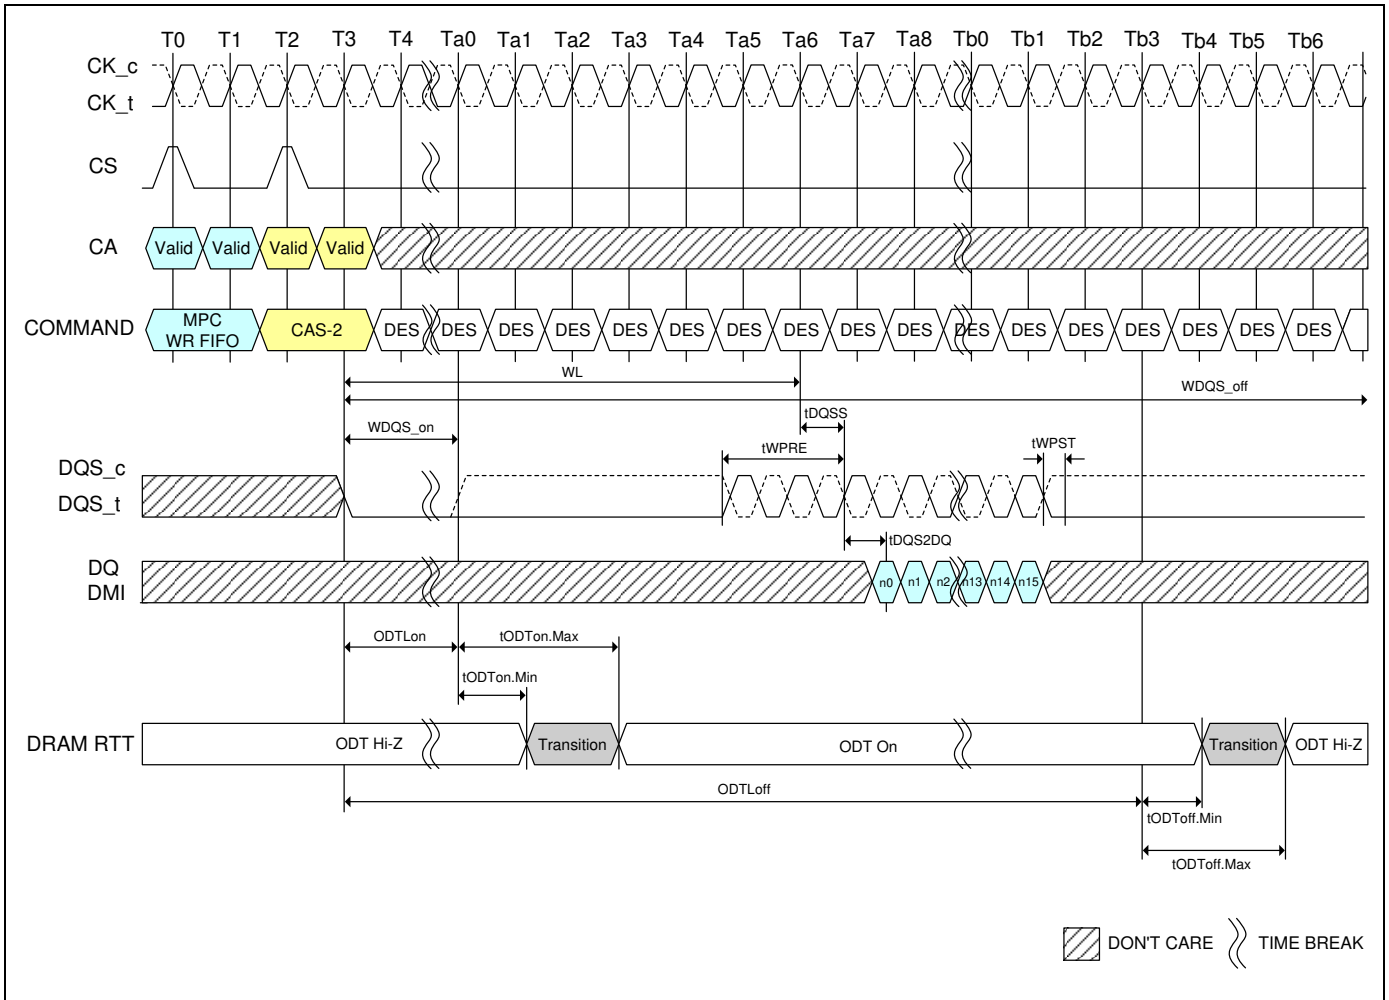 T0 T1 T2 T3 T4 Ta0 Ta1 Ta2 Ta3 Ta4 Ta5 Ta6 Ta7 Ta8 Tb0 Tb1 Tb2 Tb3 Tb4 Tb5 Tb6
CK_c
CK_t
CS
CA Valid Valid Valid Valid
COMMAND MPC WR FIFO CAS-2 DES DES DES DES DES DES DES DES DES DES DES DES DES DES DES DES DES
WL
WDQS_off
tDQSS
WDQS_on
tWPRE
tWPST
DQS_c
DQS_t
tDQS2DQ
DQ
DMI
n0 n1 n2 n13 n14 n15
ODTLon
tODTon.Max
tODTon.Min
DRAM RTT ODT Hi-Z Transition ODT On Transition ODT Hi-Z
ODTLoff
tODToff.Min
tODToff.Max
DON'T CARE TIME BREAK